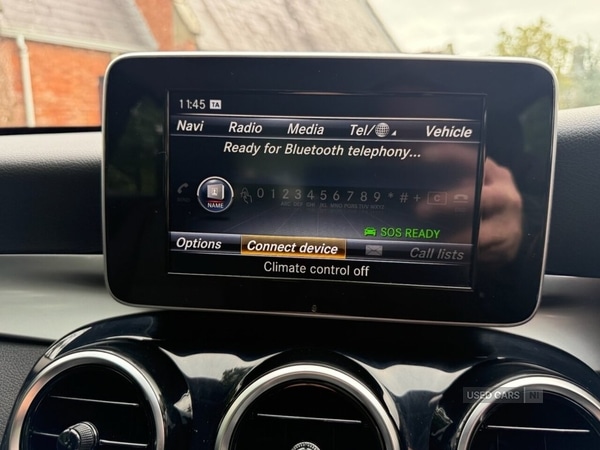 11:45 TA
Navi Radio Media Tel/ Vehicle
Ready for Bluetooth telephony...
0 1 2 3 4 5 6 7 8 9 * # + C
NAME
SOS READY
Options Connect device Call lists
Climate control off
USED CARS NI